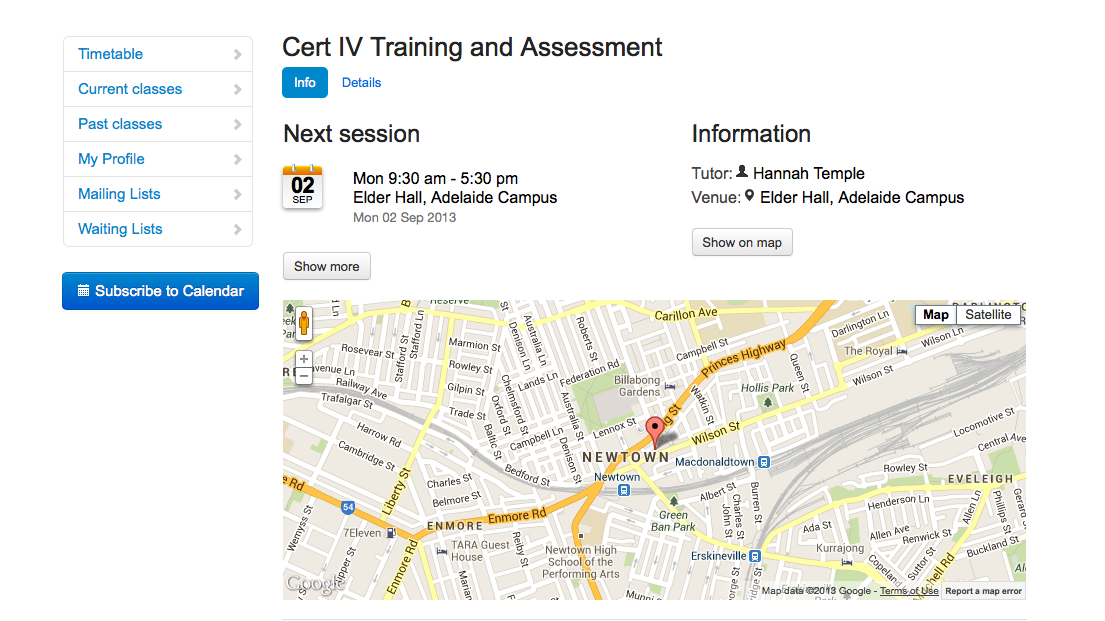 Timetable
Current classes
Past classes
My Profile
Mailing Lists
Waiting Lists
Subscribe to Calendar
Cert IV Training and Assessment
Info
Details
Next session
02
SEP
Mon 9:30 am - 5:30 pm
Elder Hall, Adelaide Campus
Mon 02 Sep 2013
Show more
Information
Tutor: Hannah Temple
Venue: Elder Hall, Adelaide Campus
Show on map
Map
Satellite
Reserve
Carillon Ave
Darlington Ln
Wilson Ln
Stafford St
Stafford Ln
Rosevear St
Marmion St
Denison Ln
Australia Ln
Roberts St
Campbell St
Princes Highway
The Royal
Queen St
Wilson St
Rowley St
Lands Ln
Federation Rd
Railway Ave
Gilpin St
Chelmsford St
Billabong
Gardens
Hollis Park
Watkin St
Trafalgar St
Trade St
Oxford St
Baltic St
Australia St
Campbell Ln
Lennox St
Denison St
Harrow Rd
Cambridge St
Bedford St
NEWTOWN
Wilson St
Macdonaldtown
Locomotive St
Central Ave
Rowley St
EVELEIGH
Charles St
Belmore St
Liberty St
Newtown
Albert St
Charles St
John St
Burren St
Henderson Ln
Allen Ln
Phillips St
54
Enmore Rd
ENMORE
Wemyss St
7Eleven
TARA Guest
House
Reiby St
Green
Ban Park
Newtown High
School of the
Performing Arts
Erskineville
Ada St
Allen Ave
Renwick St
Buckland St
Kurrajong
Copeland
Suttor St
Enmore Rd
Google
Map data ©2013 Google - Terms of Use
Report a map error